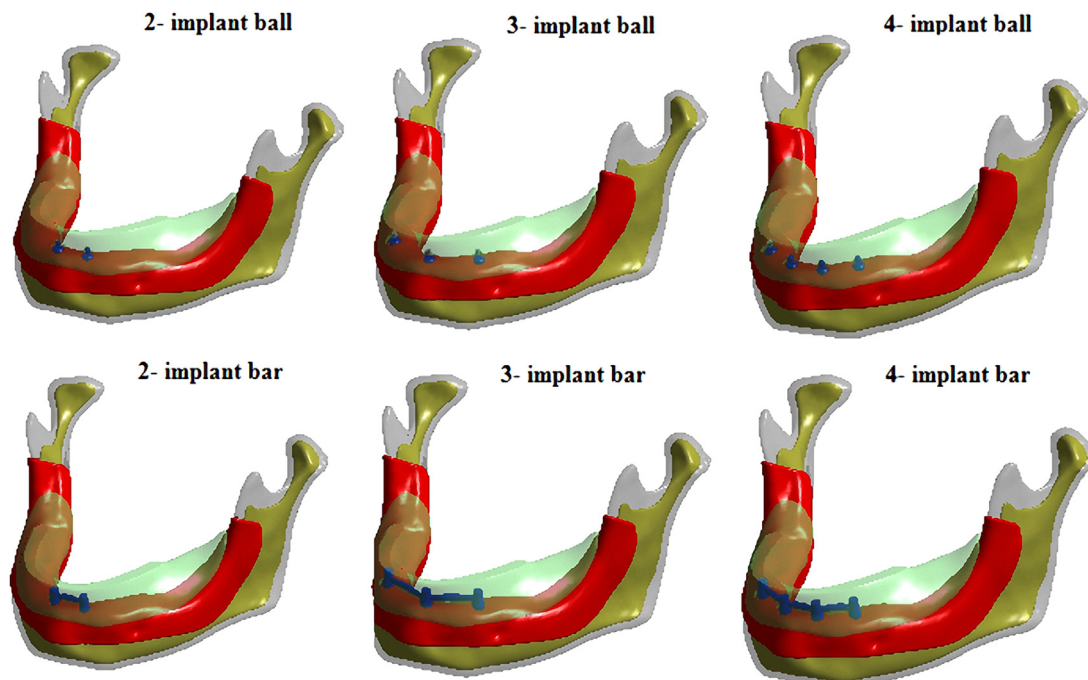 2- implant ball
3- implant ball
4- implant ball
2- implant bar
3- implant bar
4- implant bar